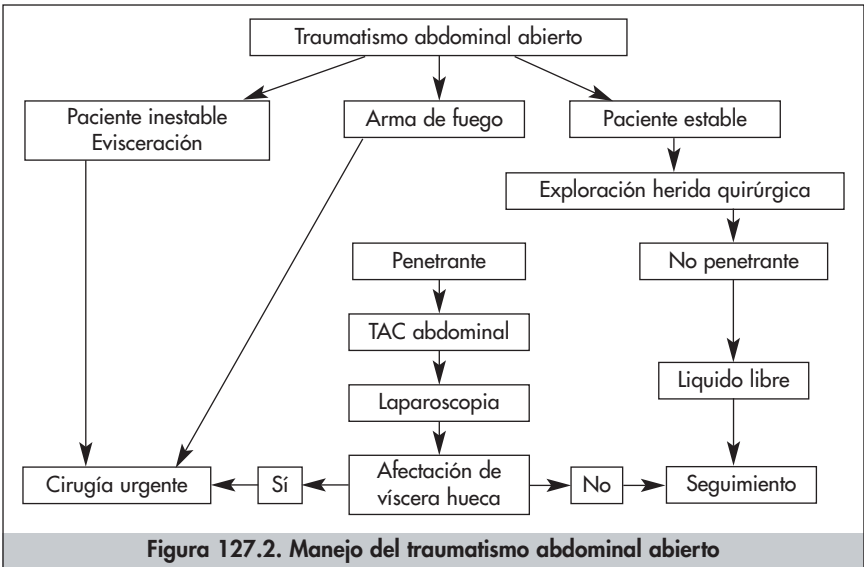 Traumatismo abdominal abierto
Paciente inestable
Evisceración
Arma de fuego
Paciente estable
Exploración herida quirúrgica
Penetrante
No penetrante
TAC abdominal
Liquido libre
Laparoscopia
Cirugía urgente
Sí
Afectación de
víscera hueca
No
Seguimiento
Figura 127.2. Manejo del traumatismo abdominal abierto